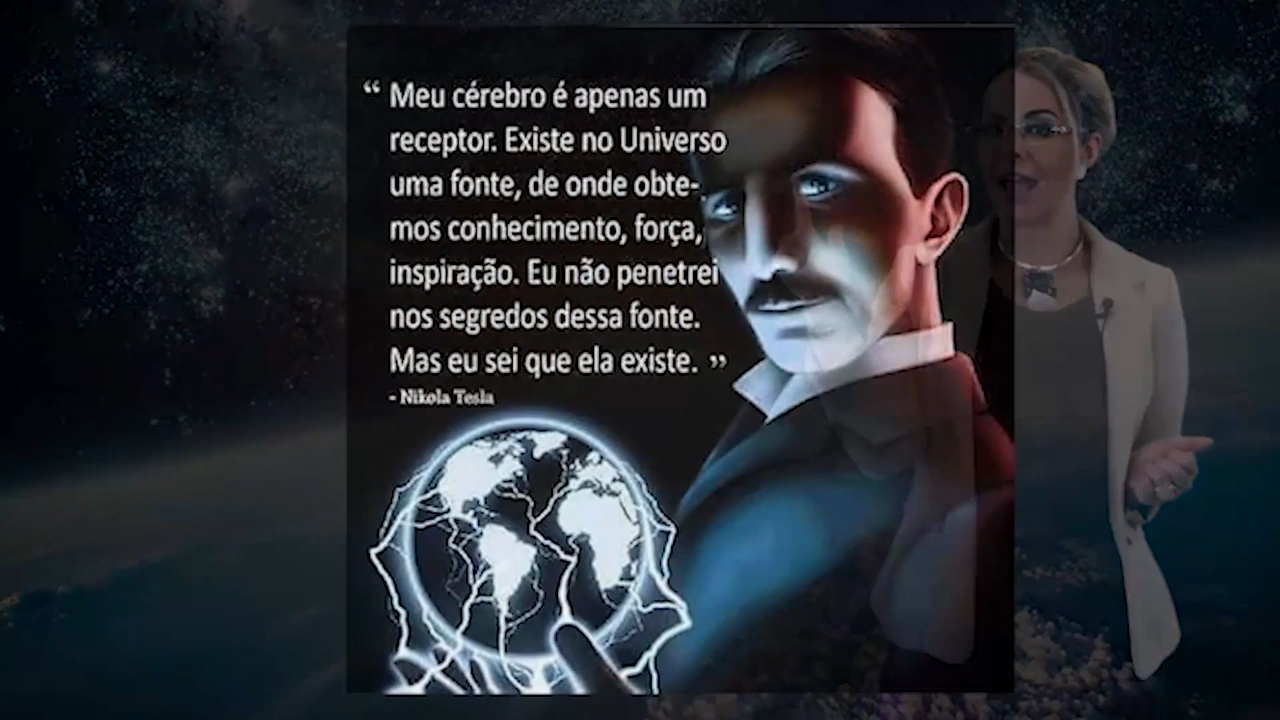 “ Meu cérebro é apenas um
receptor. Existe no Universo
uma fonte, de onde obte-
mos conhecimento, força,
inspiração. Eu não penetrei
nos segredos dessa fonte.
Mas eu sei que ela existe. ”
- Nikola Tesla